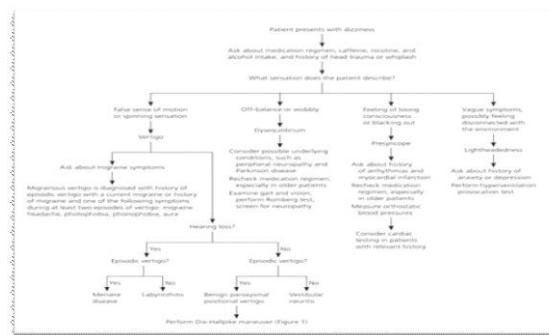 Patient presents with dizziness
Ask about medication regimen, caffeine, nicotine, and
alcohol intake, and history of head trauma or whiplash
What sensation does the patient describe?
False sense of motion
or spinning sensation
Vertigo
Ask about migraine symptoms
Migrainous vertigo is diagnosed with history of
episodic vertigo with a current migraine or history
of migraine and one of the following symptoms
during at least two episodes of vertigo: migraine
headache, photophobia, phonophobia, aura
Off-balance or wobbly
Dysequilibrium
Consider possible underlying
conditions, such as
peripheral neuropathy and
Parkinson disease
Recheck medication regimen,
especially in older patients
Examine gait and vision,
perform Romberg test,
screen for neuropathy
Feeling of losing
consciousness
or blacking out
Presyncope
Ask about history
of arrhythmias and
myocardial infarction
Recheck medication
regimen, especially
in older patients
Measure orthostatic
blood pressures
Consider cardiac
testing in patients
with relevant history
Vague symptoms,
possibly feeling
disconnected with
the environment
Lightheadedness
Ask about history of
anxiety or depression
Perform hyperventilation
provocation test
Hearing loss?
Yes
No
Episodic vertigo?
Episodic vertigo?
Yes
No
Yes
No
Meniere
disease
Labyrinthitis
Benign paroxysmal
positional vertigo
Vestibular
neuritis
Perform Dix-Hallpike maneuver (Figure 1)